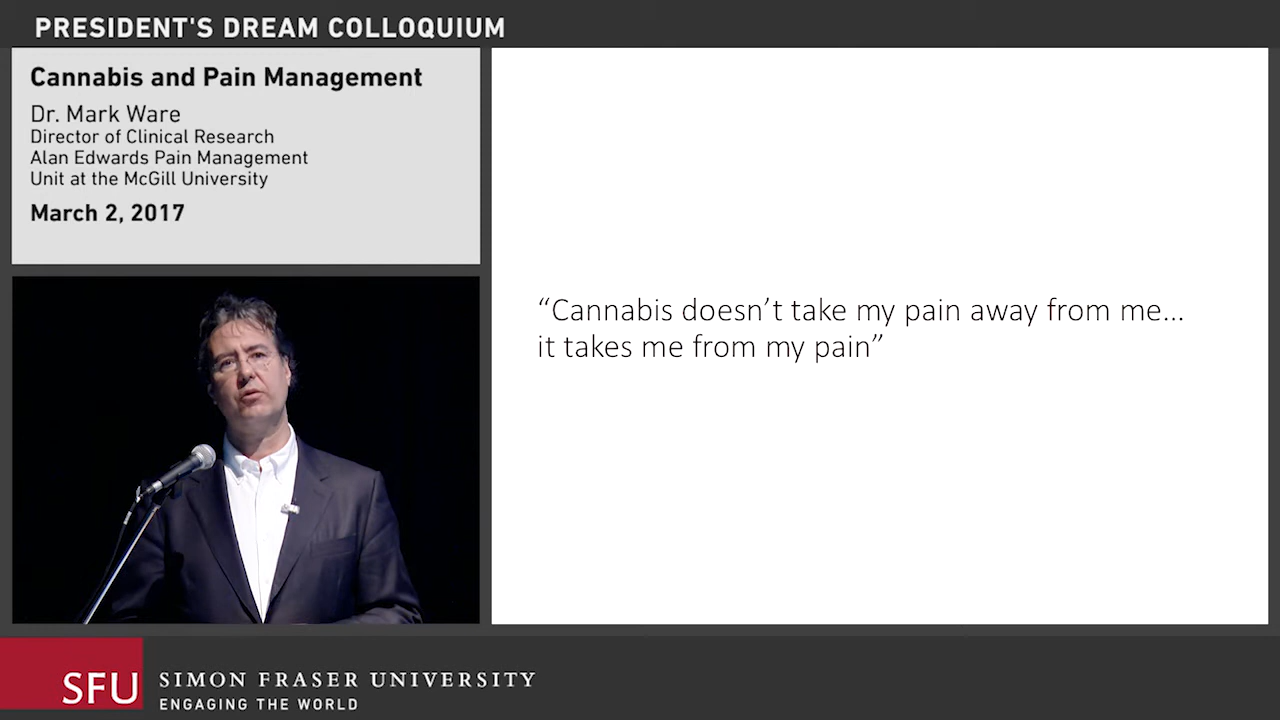 PRESIDENT'S DREAM COLLOQUIUM
Cannabis and Pain Management
Dr. Mark Ware
Director of Clinical Research
Alan Edwards Pain Management
Unit at the McGill University
March 2, 2017
“Cannabis doesn’t take my pain away from me...
it takes me from my pain”
SFU
SIMON FRASER UNIVERSITY
ENGAGING THE WORLD